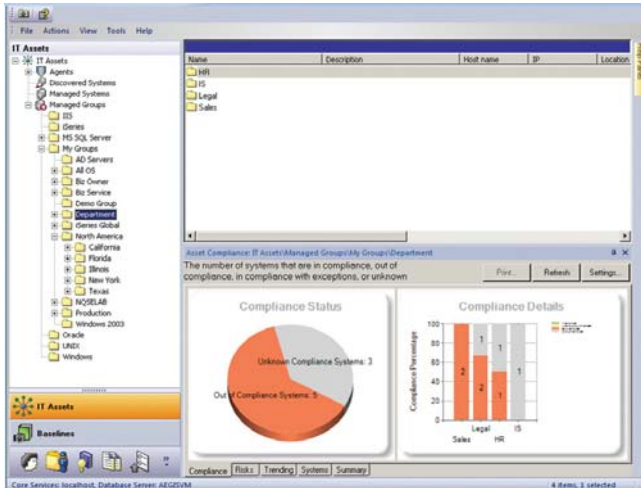 File Actions View Tools Help
IT Assets
IT Assets
Agents
Discovered Systems
Managed Systems
Managed Groups
IIS
iSeries
MS SQL Server
My Groups
AD Servers
All OS
Biz Owner
Biz Service
Demo Group
Department
iSeries Global
North America
California
Florida
Illinois
New York
Texas
NQSELAB
Production
Windows 2003
Oracle
UNIX
Windows
IT Assets
Baselines
Name Description Host name IP Location
HR
IS
Legal
Sales
Asset Compliance: IT Assets\Managed Groups\My Groups\Department
The number of systems that are in compliance, out of
compliance, in compliance with exceptions, or unknown
Print... Refresh Settings...
Compliance Status
Unknown Compliance Systems: 3
Out of Compliance Systems: 5
Compliance Details
Compliance Percentage
100
80
60
40
20
0
1 1
2 2 1 1
Legal IS
Sales HR
Compliance Risks Trending Systems Summary
Core Services: localhost, Database Server: AEGISVM 4 items, 1 selected